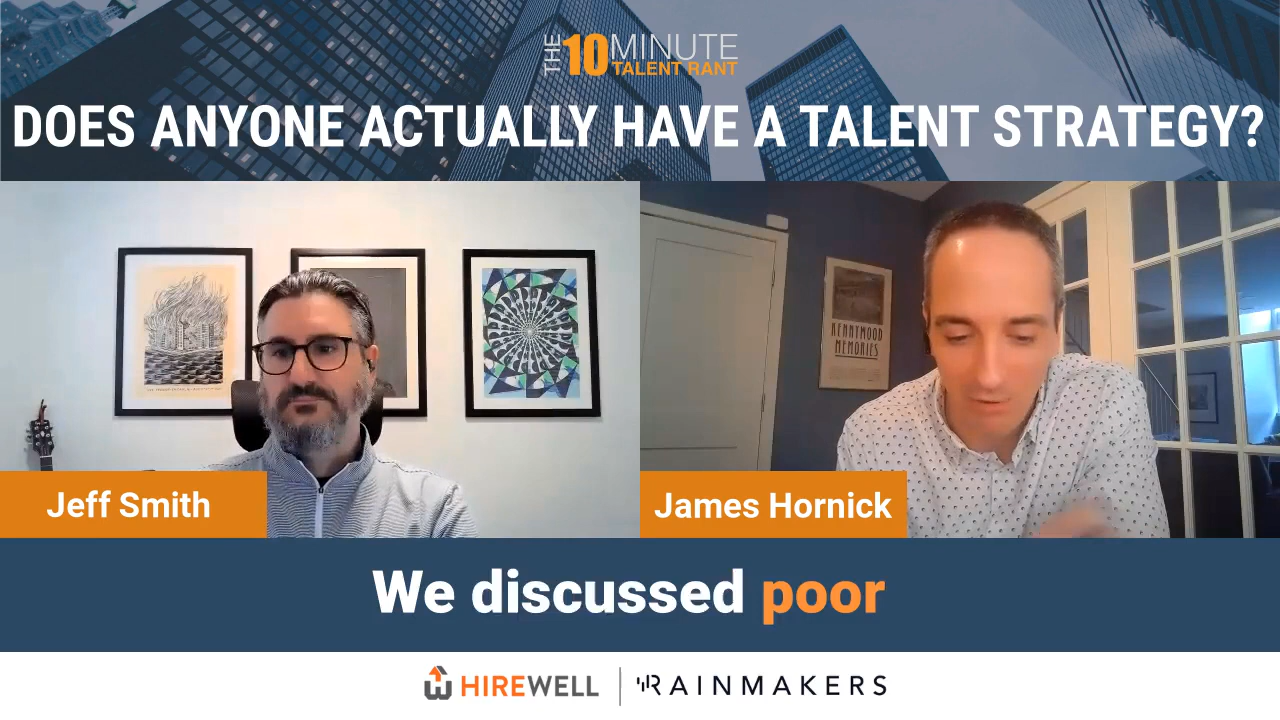 THE 10 MINUTE
TALENT RANT
DOES ANYONE ACTUALLY HAVE A TALENT STRATEGY?
KENNYWOOD
MEMORIES
Jeff Smith
James Hornick
We discussed poor
HIREWELL
RAINMAKERS